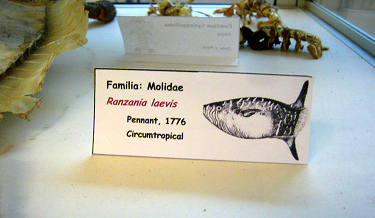 Familia: Molidae
Ranzania laevis
Pennant, 1776
Circumtropical